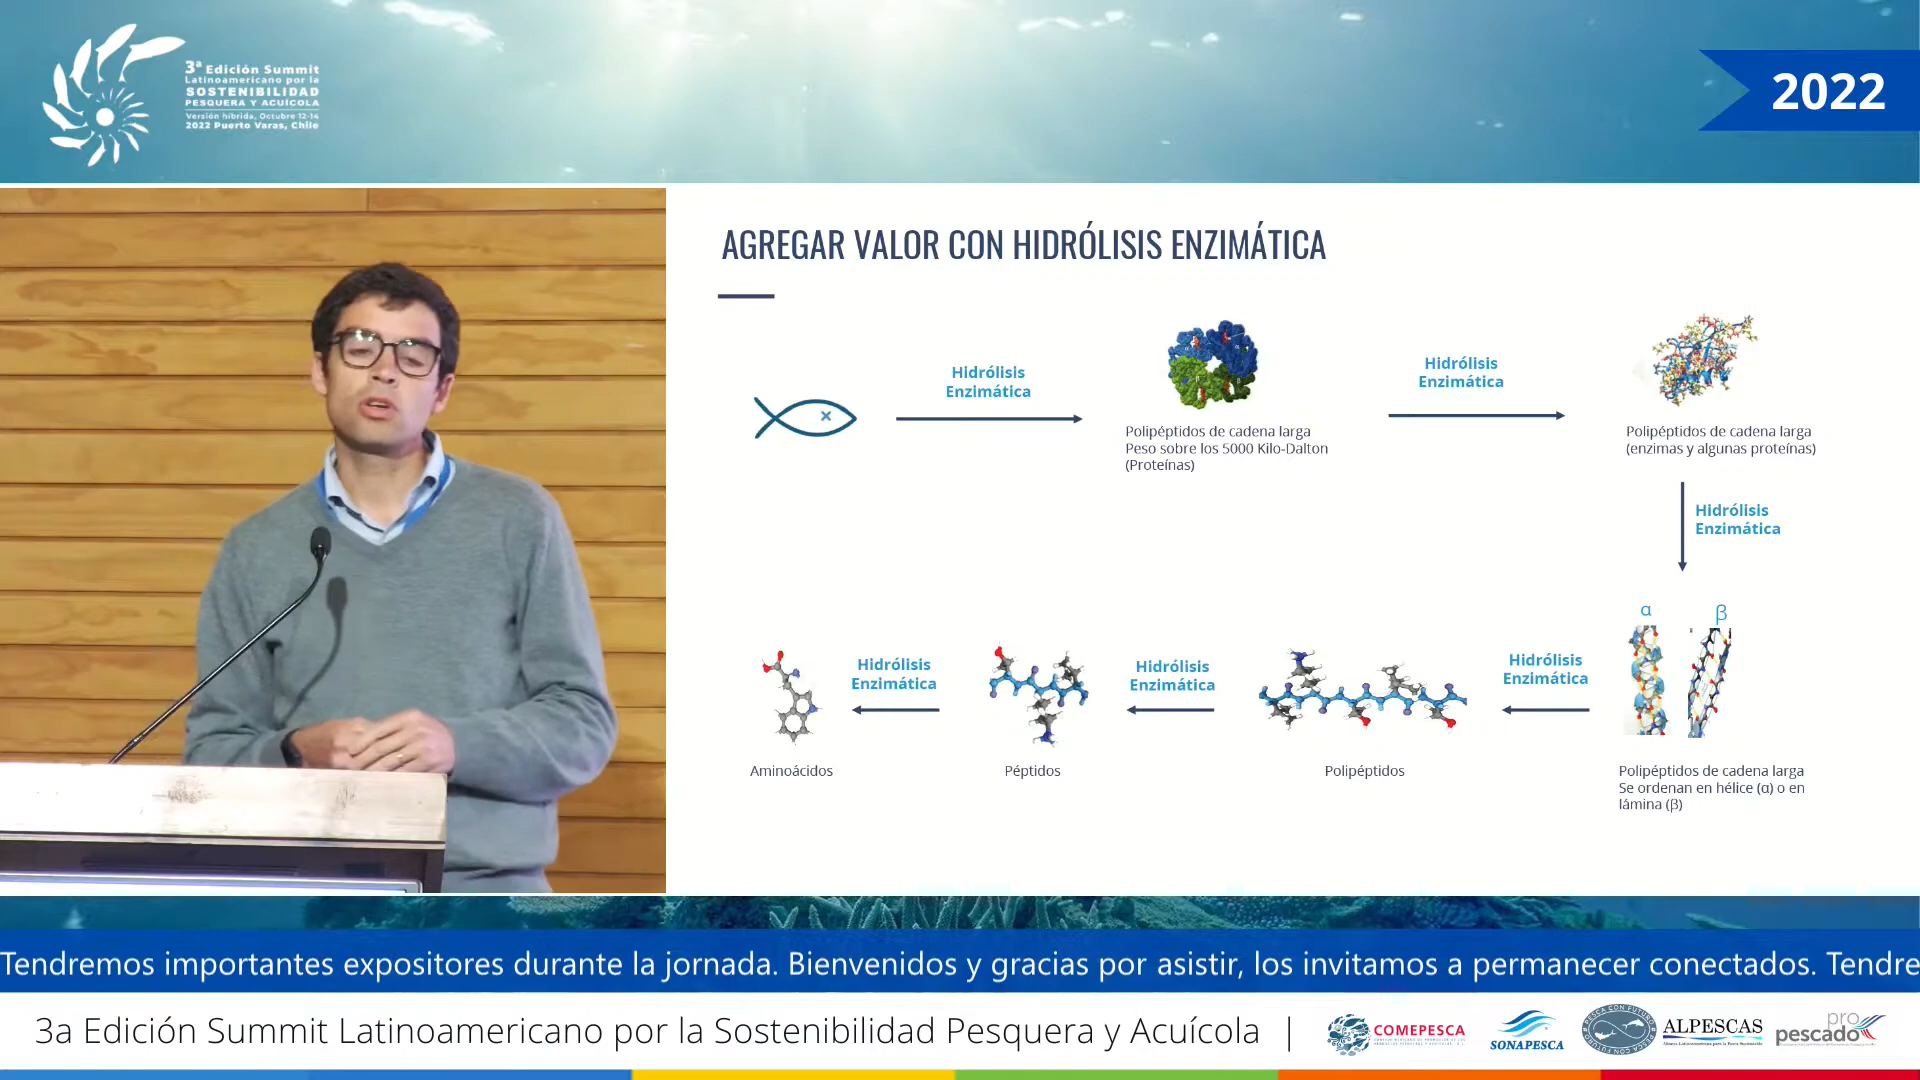 3ª Edición Summit
Latinoamericano por la
SOSTENIBILIDAD
PESQUERA Y ACUÍCOLA
Versión híbrida, Octubre 12-14
2022 Puerto Varas, Chile
2022
AGREGAR VALOR CON HIDRÓLISIS ENZIMÁTICA
Hidrólisis
Enzimática
Hidrólisis
Enzimática
Polipéptidos de cadena larga
Peso sobre los 5000 Kilo-Dalton
(Proteínas)
Polipéptidos de cadena larga
(enzimas y algunas proteínas)
Hidrólisis
Enzimática
α
β
Hidrólisis
Enzimática
Hidrólisis
Enzimática
Hidrólisis
Enzimática
Aminoácidos
Péptidos
Polipéptidos
Polipéptidos de cadena larga
Se ordenan en hélice (α) o en
lámina (β)
Tendremos importantes expositores durante la jornada. Bienvenidos y gracias por asistir, los invitamos a permanecer conectados. Tendre
3a Edición Summit Latinoamericano por la Sostenibilidad Pesquera y Acuícola |
COMEPESCA
SONAPESCA
PESCA CON FUTURO
ALPESCAS
pro
pescado